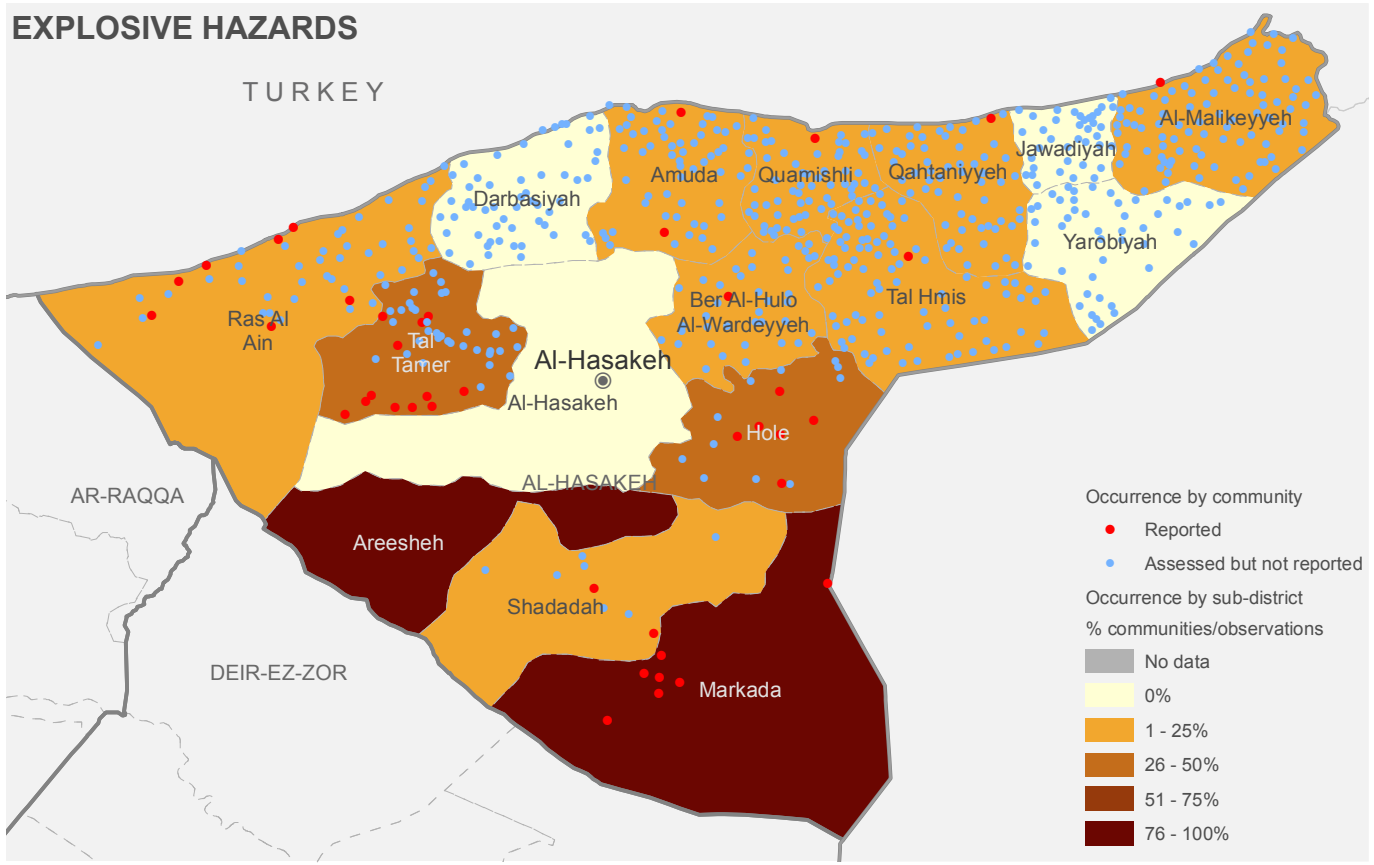 EXPLOSIVE HAZARDS
TURKEY
Al-Malikeyyeh
Jawadiyah
Amuda
Quamishli
Qahtaniyyeh
Darbasiyah
Yarobiyah
Ber Al-Hulo
Al-Wardeyyeh
Tal Hmis
Ras Al
Ain
Tal
Tamer
Al-Hasakeh
Al-Hasakeh
Hole
AL-HASAKEH
AR-RAQQA
Areesheh
Shadadah
DEIR-EZ-ZOR
Markada
Occurrence by community
Reported
Assessed but not reported
Occurrence by sub-district
% communities/observations
No data
0%
1 - 25%
26 - 50%
51 - 75%
76 - 100%